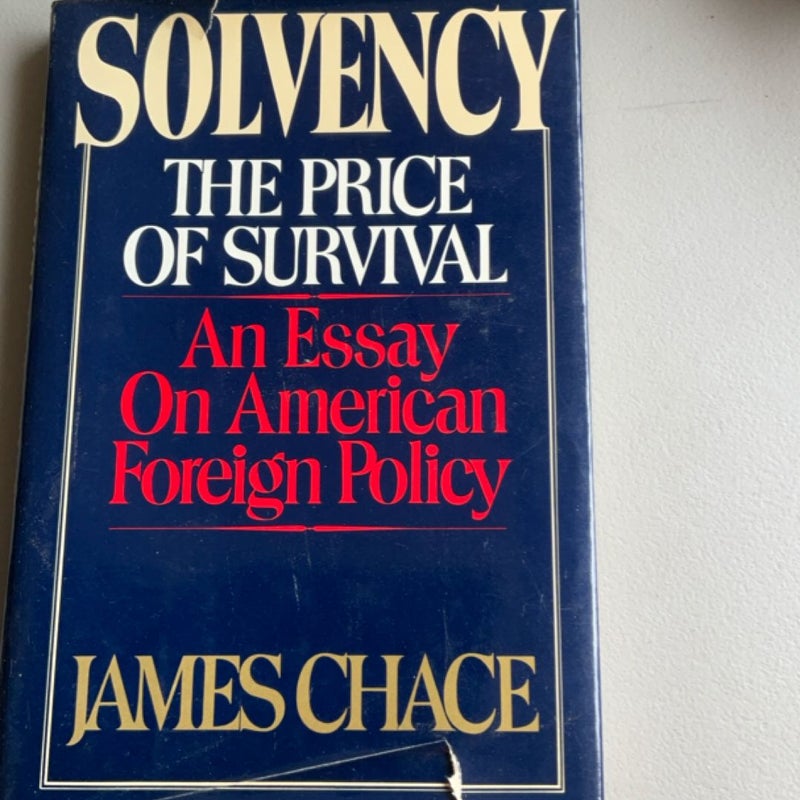 SOLVENCY
THE PRICE
OF SURVIVAL
An Essay
On American
Foreign Policy
JAMES CHACE